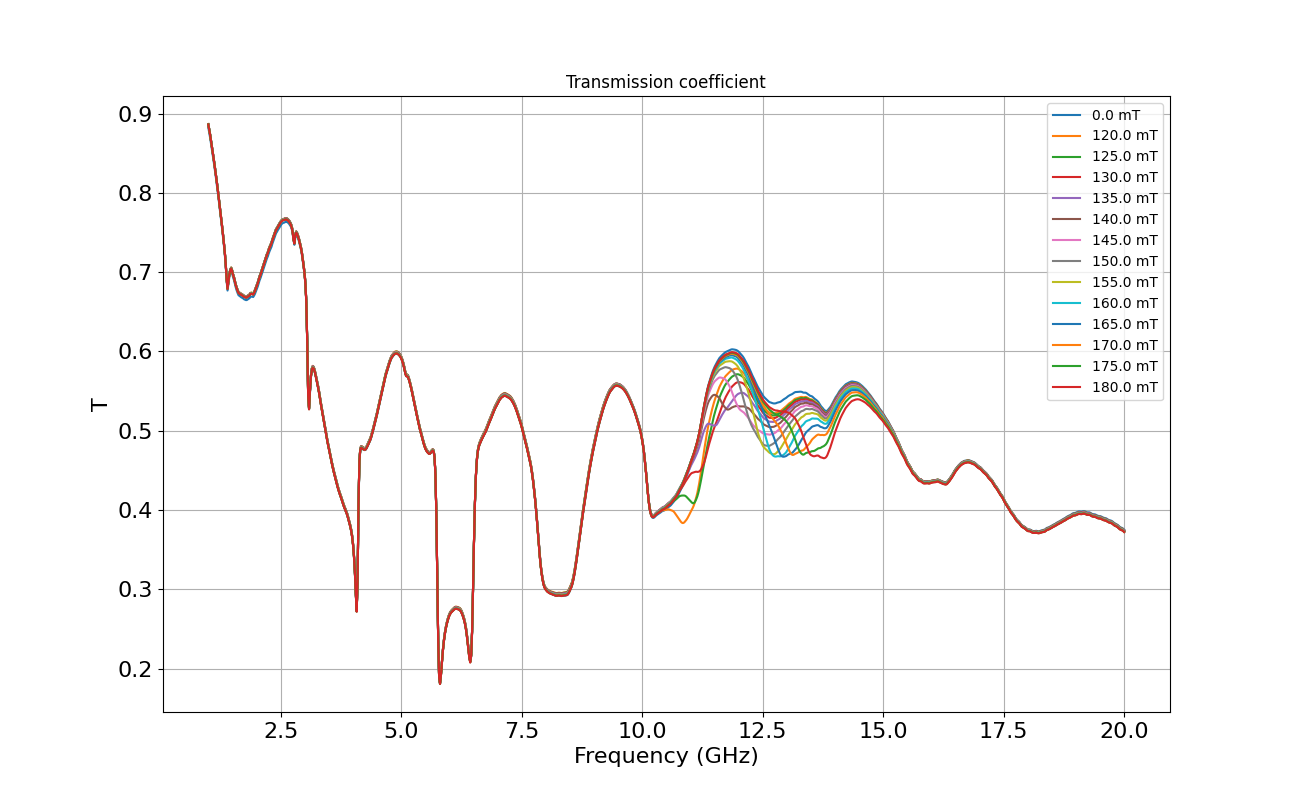 Transmission coefficient
T
0.9
0.8
0.7
0.6
0.5
0.4
0.3
0.2
0.0 mT
120.0 mT
125.0 mT
130.0 mT
135.0 mT
140.0 mT
145.0 mT
150.0 mT
155.0 mT
160.0 mT
165.0 mT
170.0 mT
175.0 mT
180.0 mT
2.5 5.0 7.5 10.0 12.5 15.0 17.5 20.0
Frequency (GHz)